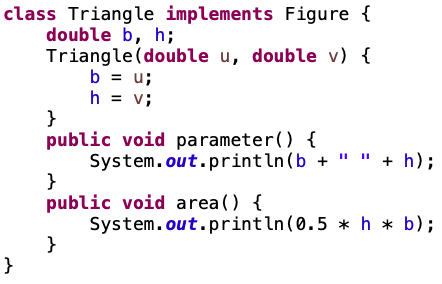 class Triangle implements Figure {
    double b, h;
    Triangle(double u, double v) {
        b = u;
        h = v;
    }
    public void parameter() {
        System.out.println(b + " " + h);
    }
    public void area() {
        System.out.println(0.5 * h * b);
    }
}